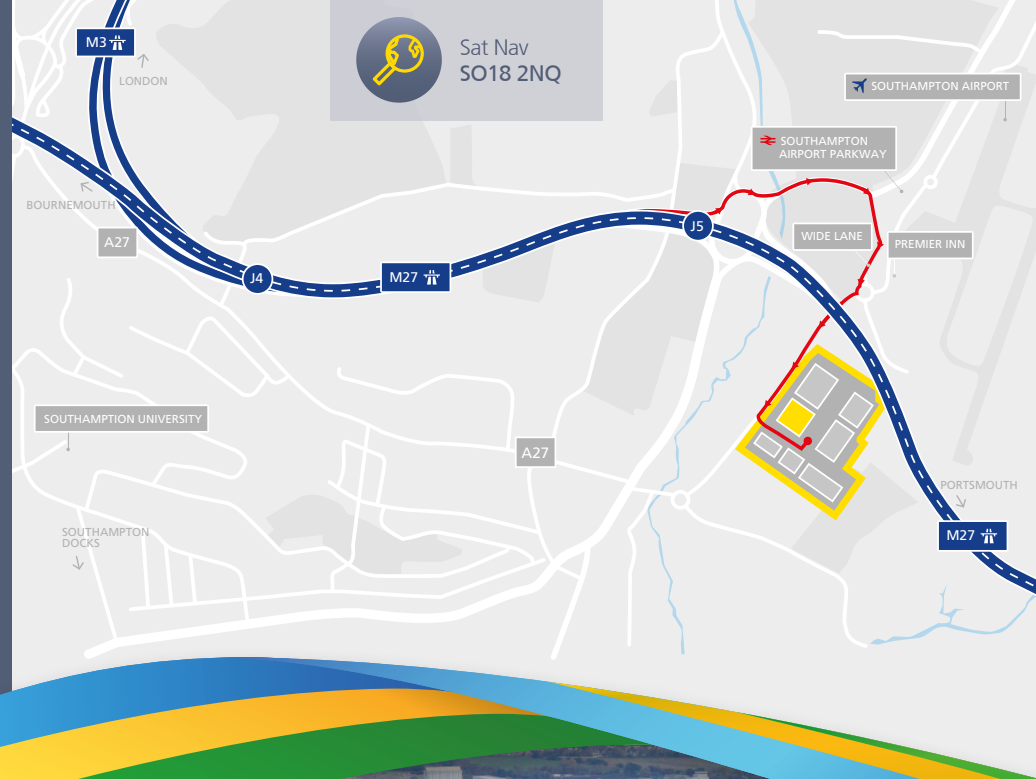 M3
LONDON
Sat Nav
SO18 2NQ
SOUTHAMPTON AIRPORT
SOUTHAMPTON
AIRPORT PARKWAY
BOURNEMOUTH
A27
J4
M27
J5
WIDE LANE
PREMIER INN
SOUTHAMPTION UNIVERSITY
A27
PORTSMOUTH
M27
SOUTHAMPTON
DOCKS